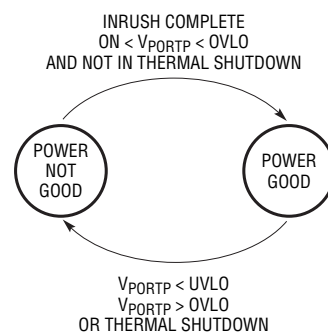 INRUSH COMPLETE
ON < VPORTP < OVLO
AND NOT IN THERMAL SHUTDOWN
POWER
NOT
GOOD
POWER
GOOD
VPORTP < UVLO
VPORTP > OVLO
OR THERMAL SHUTDOWN